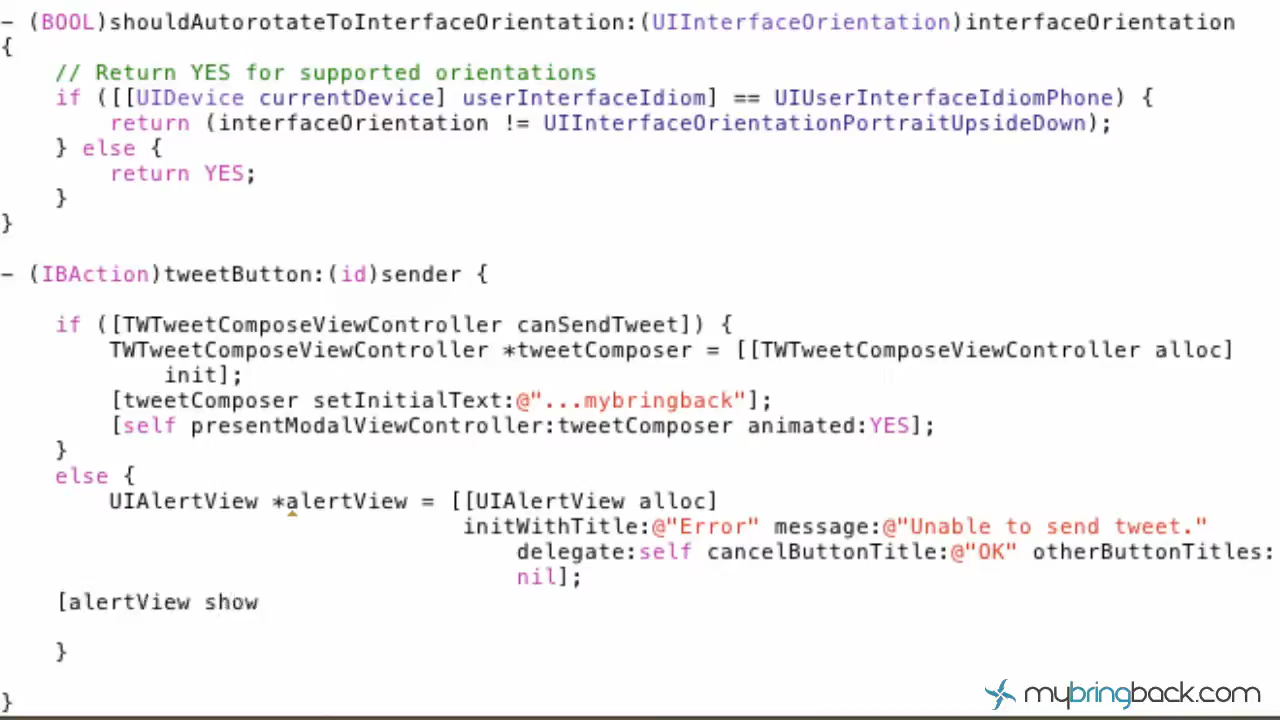 - (BOOL)shouldAutorotateToInterfaceOrientation:(UIInterfaceOrientation)interfaceOrientation
{
    // Return YES for supported orientations
    if ([[UIDevice currentDevice] userInterfaceIdiom] == UIUserInterfaceIdiomPhone) {
        return (interfaceOrientation != UIInterfaceOrientationPortraitUpsideDown);
    } else {
        return YES;
    }
}
- (IBAction)tweetButton:(id)sender {
    if ([TWTweetComposeViewController canSendTweet]) {
        TWTweetComposeViewController *tweetComposer = [[TWTweetComposeViewController alloc]
            init];
        [tweetComposer setInitialText:@"...mybringback"];
        [self presentModalViewController:tweetComposer animated:YES];
    }
    else {
        UIAlertView *alertView = [[UIAlertView alloc]
                                  initWithTitle:@"Error" message:@"Unable to send tweet."
                                      delegate:self cancelButtonTitle:@"OK" otherButtonTitles:
                                      nil];
    [alertView show
    }
}
mybringback.com